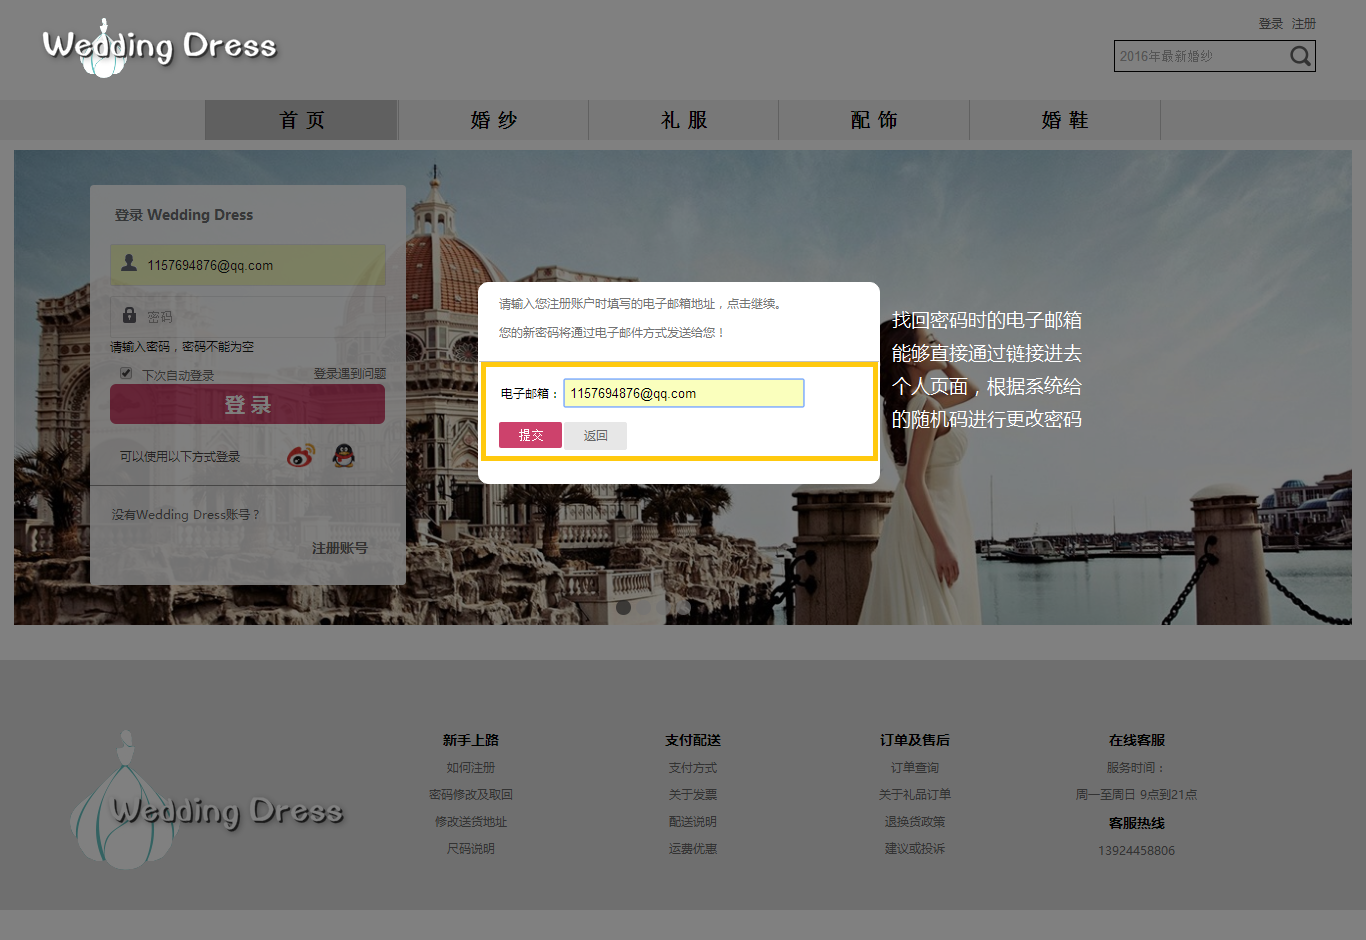 Wedding Dress
登录 注册
2016年最新婚纱
首页 婚纱 礼服 配饰 婚鞋
登录 Wedding Dress
1157694876@qq.com
密码
请输入密码，密码不能为空
下次自动登录 登录遇到问题
登录
可以使用以下方式登录
没有Wedding Dress账号？
注册账号
请输入您注册账户时填写的电子邮箱地址，点击继续。
您的新密码将通过电子邮件方式发送给您！
电子邮箱： 1157694876@qq.com
提交 返回
找回密码时的电子邮箱
能够直接通过链接进去
个人页面，根据系统给
的随机码进行更改密码
Wedding Dress
新手上路
如何注册
密码修改及取回
修改送货地址
尺码说明
支付配送
支付方式
关于发票
配送说明
运费优惠
订单及售后
订单查询
关于礼品订单
退换货政策
建议或投诉
在线客服
服务时间：
周一至周日 9点到21点
客服热线
13924458806